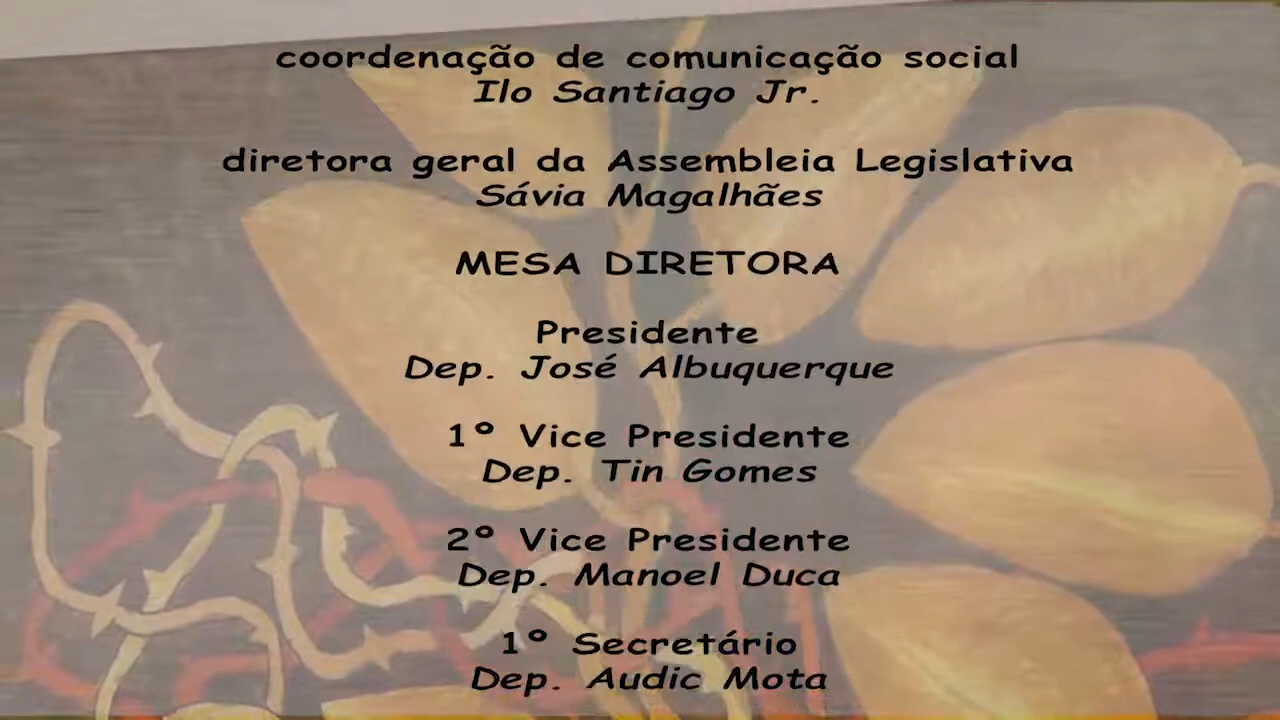 coordenação de comunicação social
Ilo Santiago Jr.
diretora geral da Assembleia Legislativa
Sávia Magalhães
MESA DIRETORA
Presidente
Dep. José Albuquerque
1º Vice Presidente
Dep. Tin Gomes
2º Vice Presidente
Dep. Manoel Duca
1º Secretário
Dep. Audic Mota